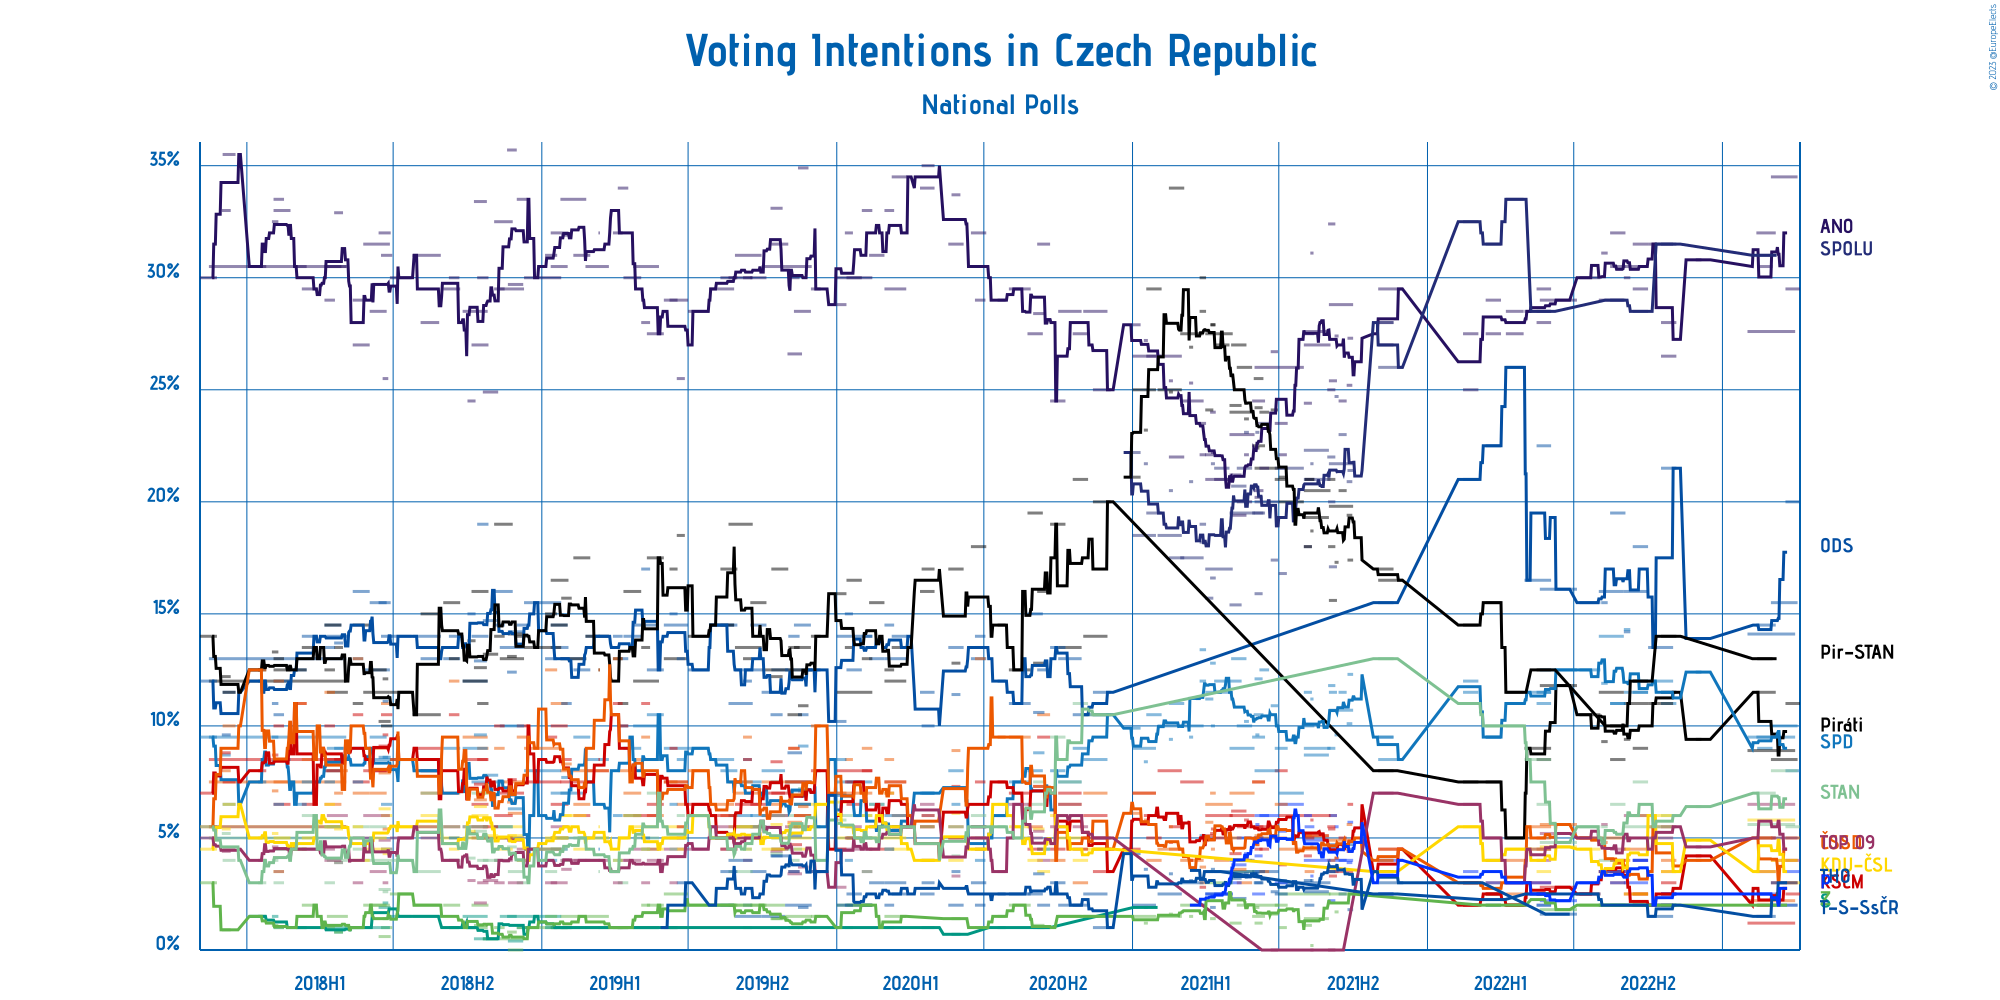 Voting Intentions in Czech Republic
National Polls
© 2023 @EuropeElects
35%
30%
25%
20%
15%
10%
5%
0%
ANO
SPOLU
ODS
Pir-STAN
Piráti
SPD
STAN
KDU-ČSL
KSČM
T-S-SsČR
2018H1
2018H2
2019H1
2019H2
2020H1
2020H2
2021H1
2021H2
2022H1
2022H2